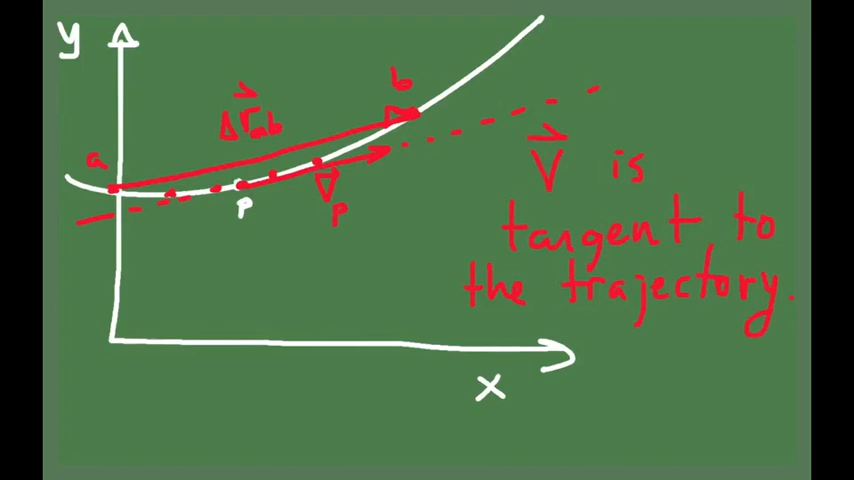 y
b
Δr⃗ab
a
V⃗ is
P
V⃗P
tangent to
the trajectory.
x